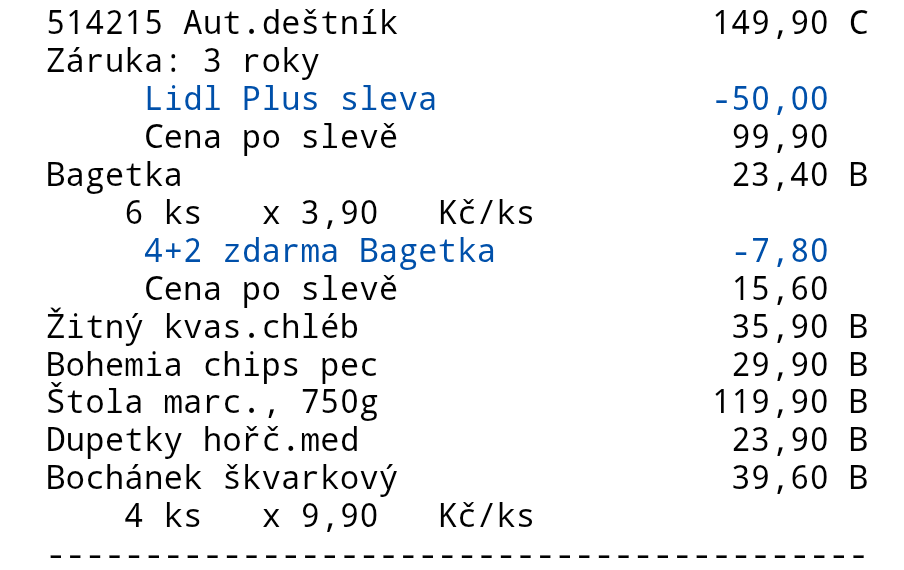 514215 Aut.deštník 149,90 C
Záruka: 3 roky
Lidl Plus sleva -50,00
Cena po slevě 99,90
Bagetka 23,40 B
6 ks x 3,90 Kč/ks
4+2 zdarma Bagetka -7,80
Cena po slevě 15,60
Žitný kvas.chléb 35,90 B
Bohemia chips pec 29,90 B
Štola marc., 750g 119,90 B
Dupetky hořč.med 23,90 B
Bochánek škvarkový 39,60 B
4 ks x 9,90 Kč/ks
------------------------------------------